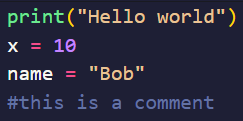 print("Hello world")
x = 10
name = "Bob"
#this is a comment